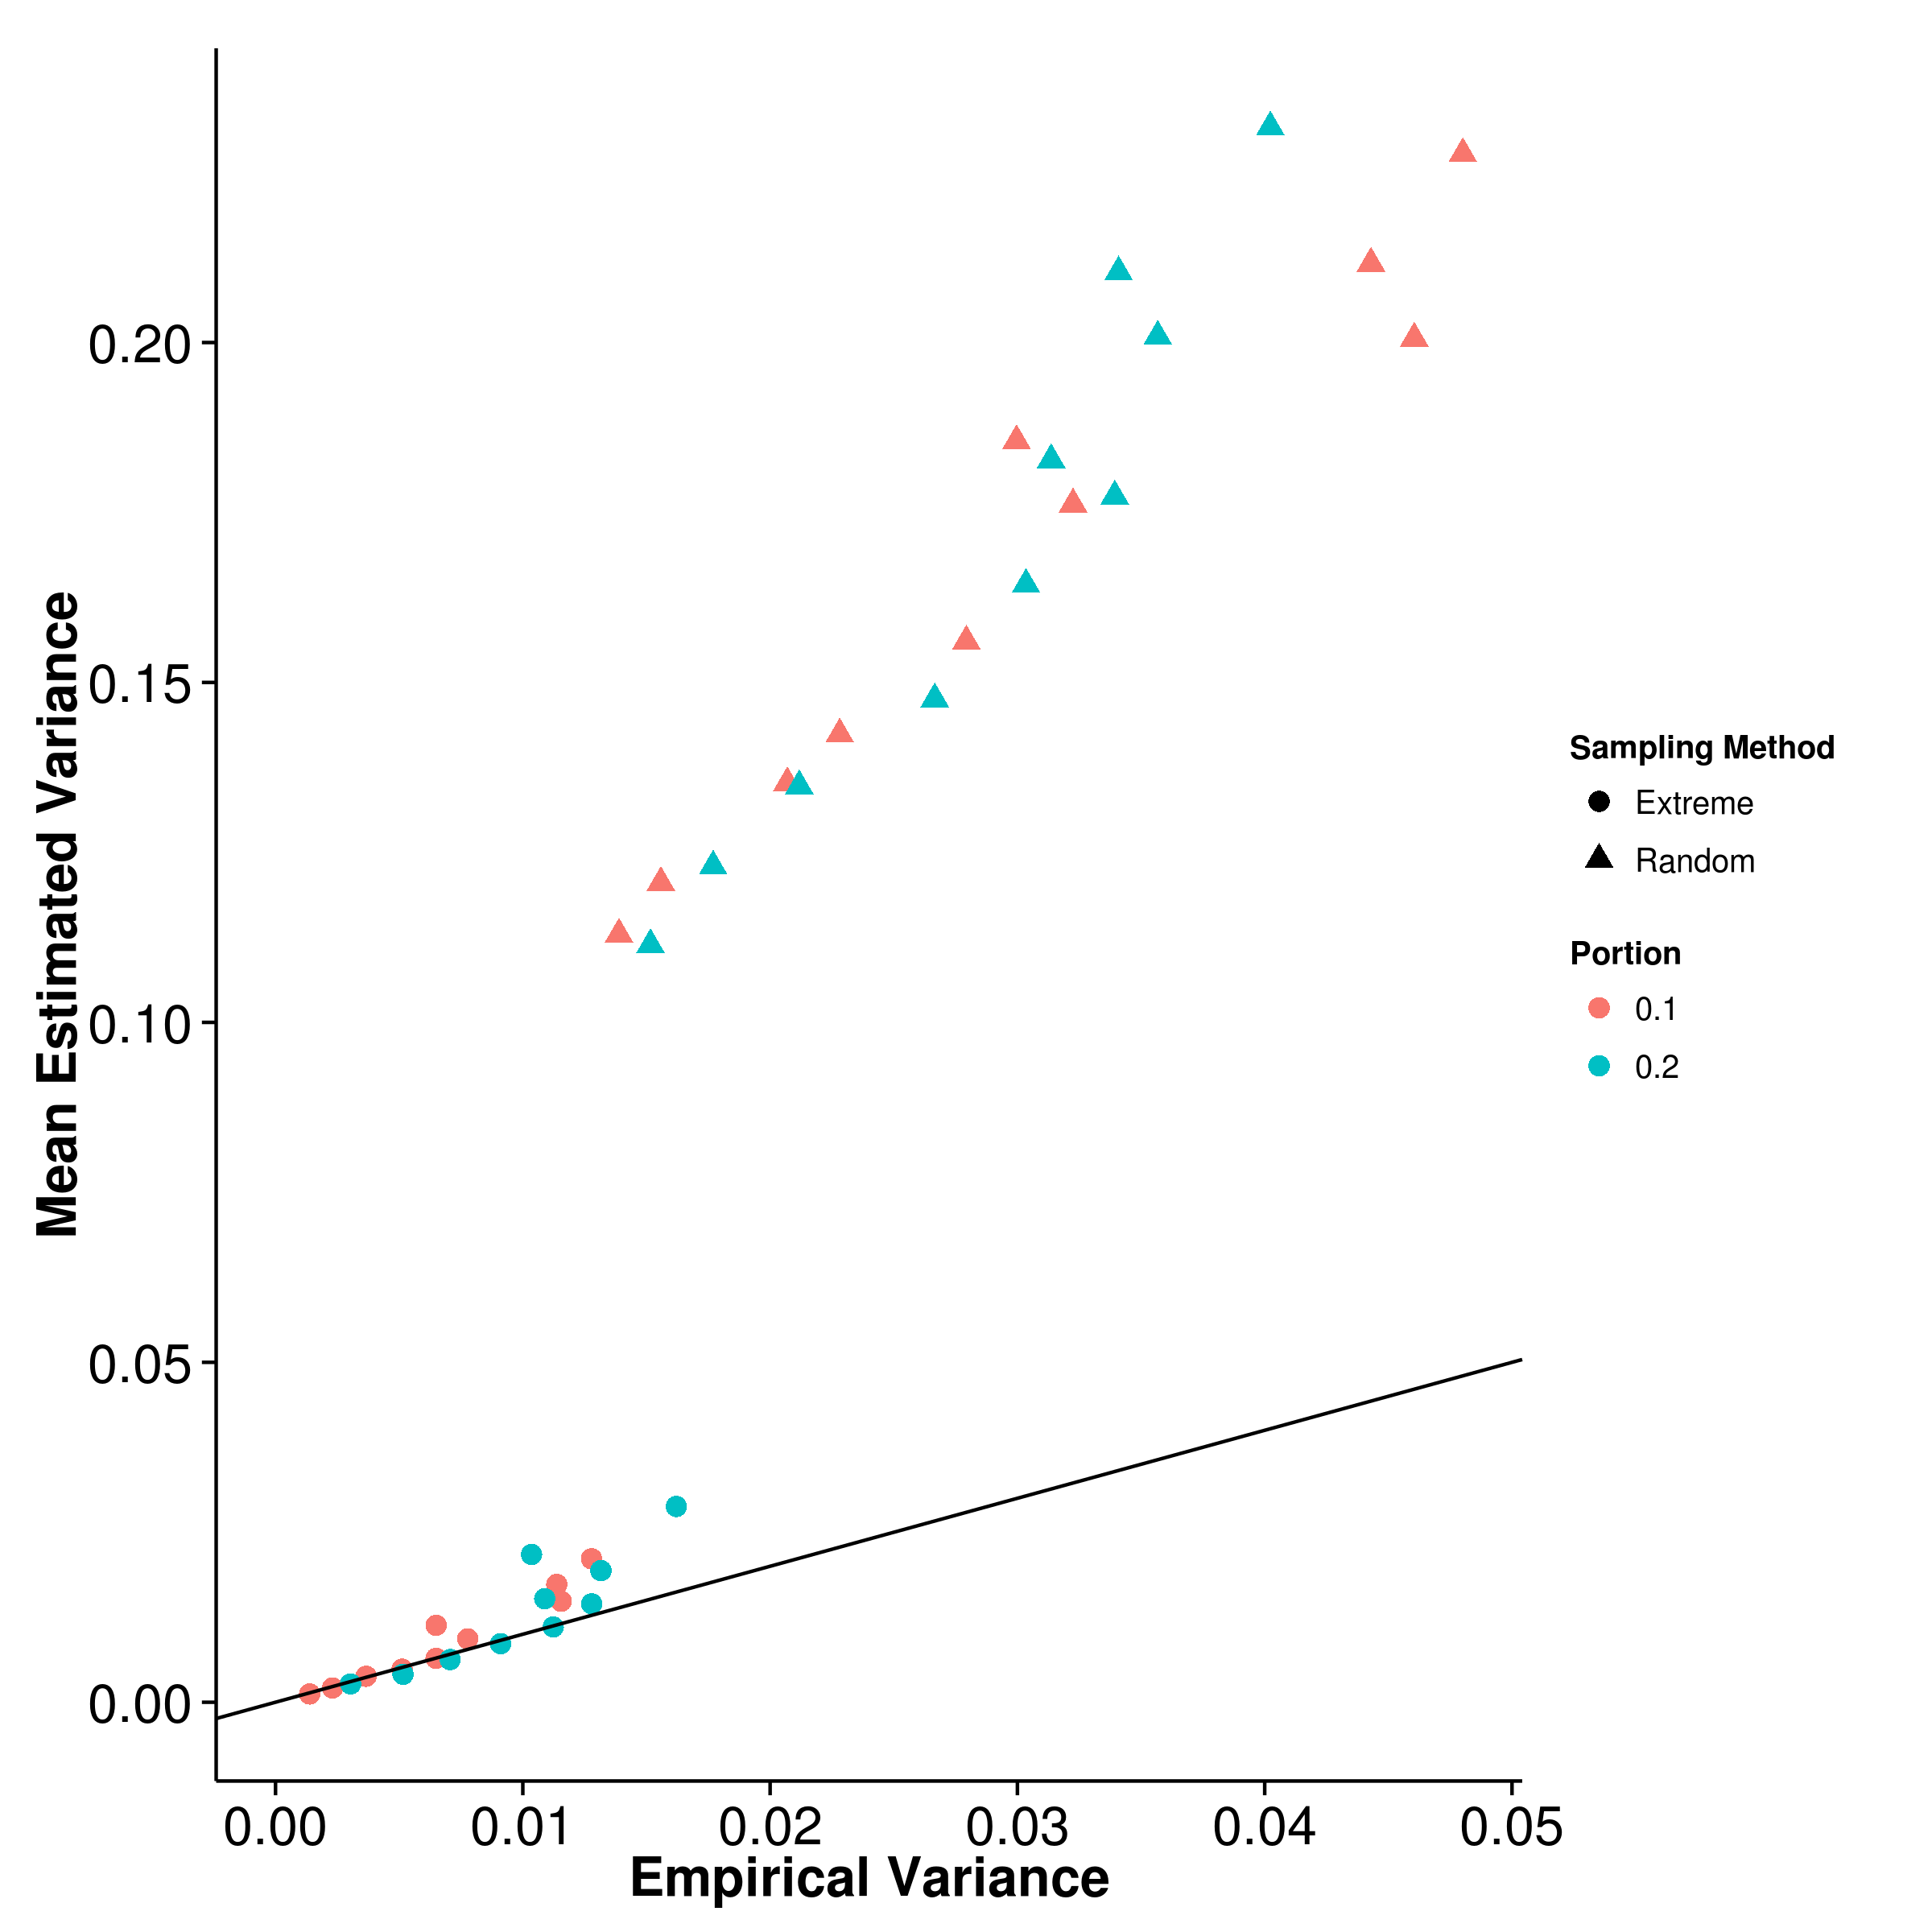 Mean Estimated Variance
0.20
0.15
0.10
0.05
0.00
0.00 0.01 0.02 0.03 0.04 0.05
Empirical Variance
Sampling Method
Extreme
Random
Portion
0.1
0.2